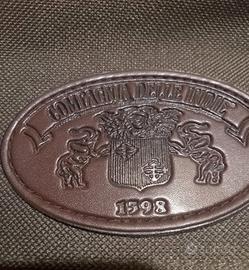 COMPAGNIA DELLE INDIE
1598